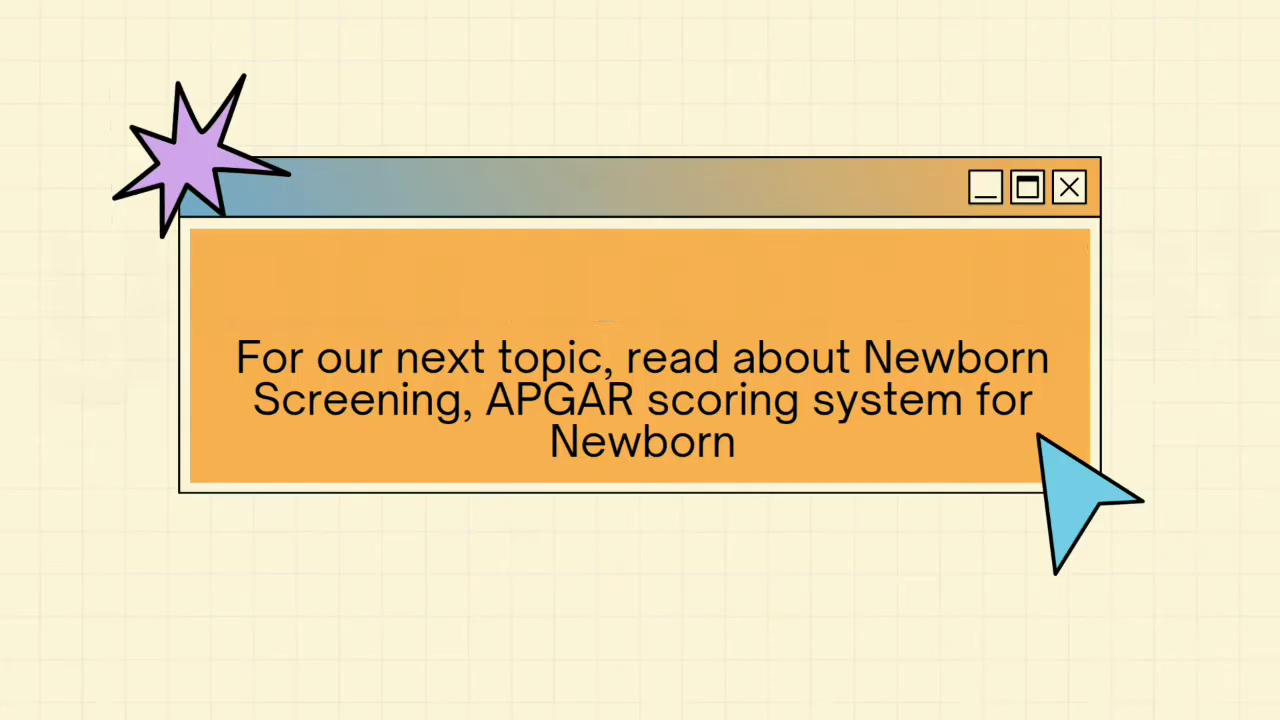 For our next topic, read about Newborn
Screening, APGAR scoring system for
Newborn